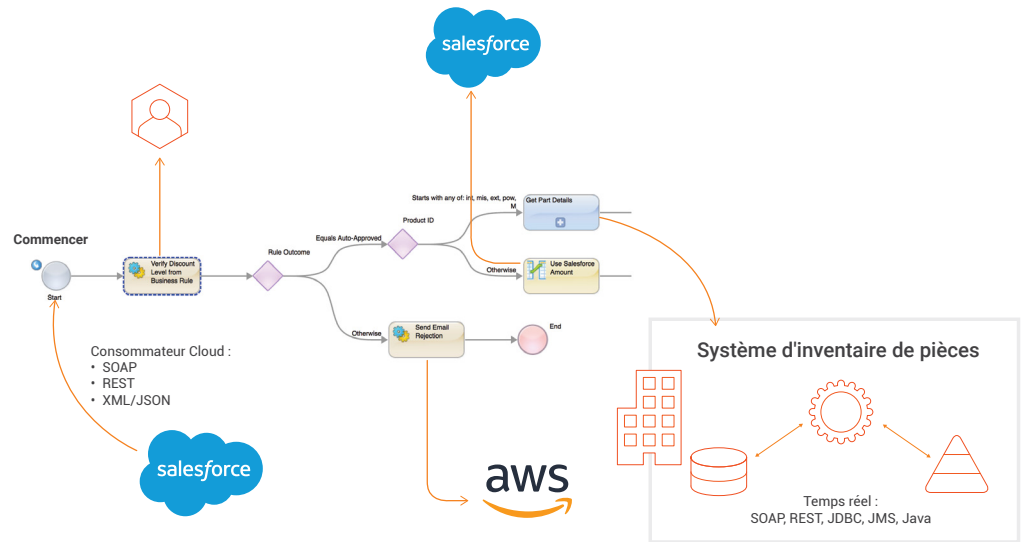 salesforce
Starts with any of: int, mis, ext, pow,
M
Get Part Details
Product ID
Commencer
Equals Auto-Approved
Rule Outcome
Verify Discount
Level from
Business Rule
Otherwise
Use Salesforce
Amount
Start
Otherwise
Send Email
Rejection
End
Consommateur Cloud :
• SOAP
• REST
• XML/JSON
salesforce
aws
Système d'inventaire de pièces
Temps réel :
SOAP, REST, JDBC, JMS, Java